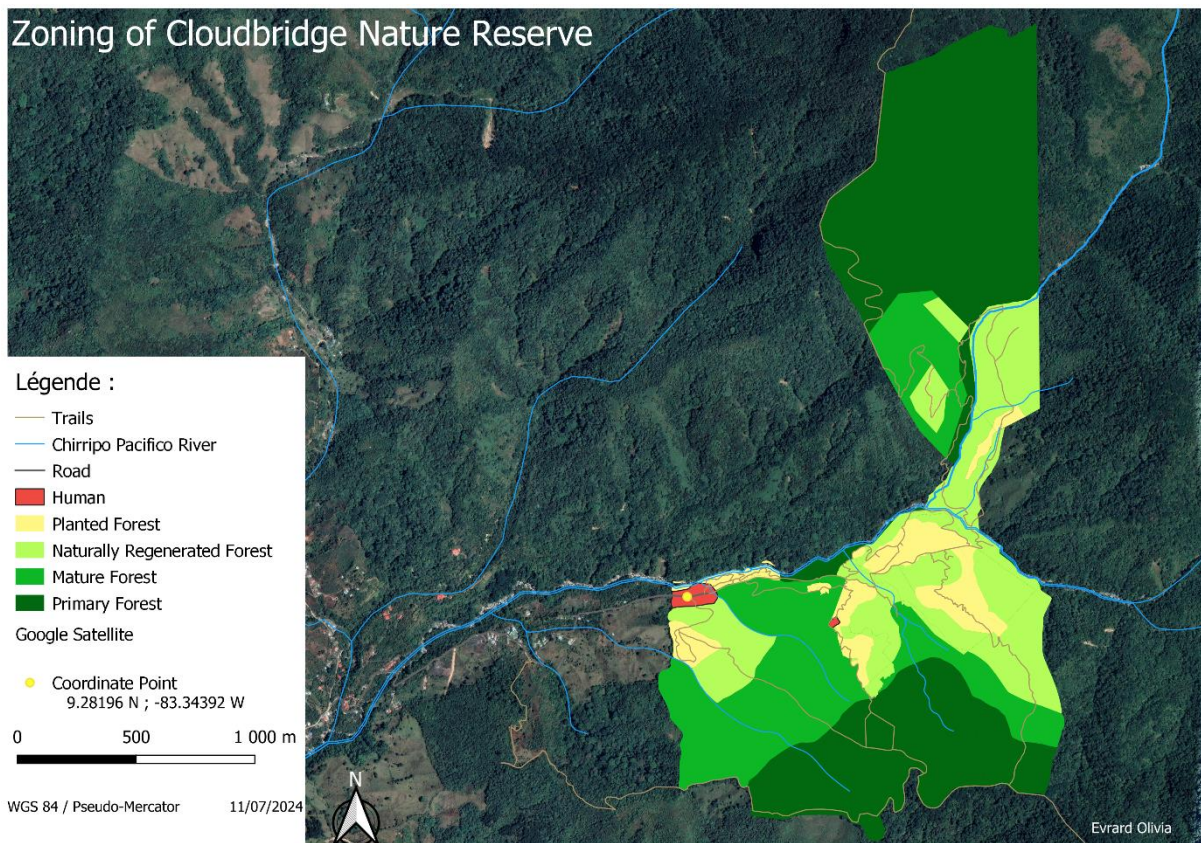 Zoning of Cloudbridge Nature Reserve
Légende :
Trails
Chirripo Pacifico River
Road
Human
Planted Forest
Naturally Regenerated Forest
Mature Forest
Primary Forest
Google Satellite
Coordinate Point
9.28196 N ; -83.34392 W
0 500 1 000 m
WGS 84 / Pseudo-Mercator 11/07/2024
N
Evrard Olivia